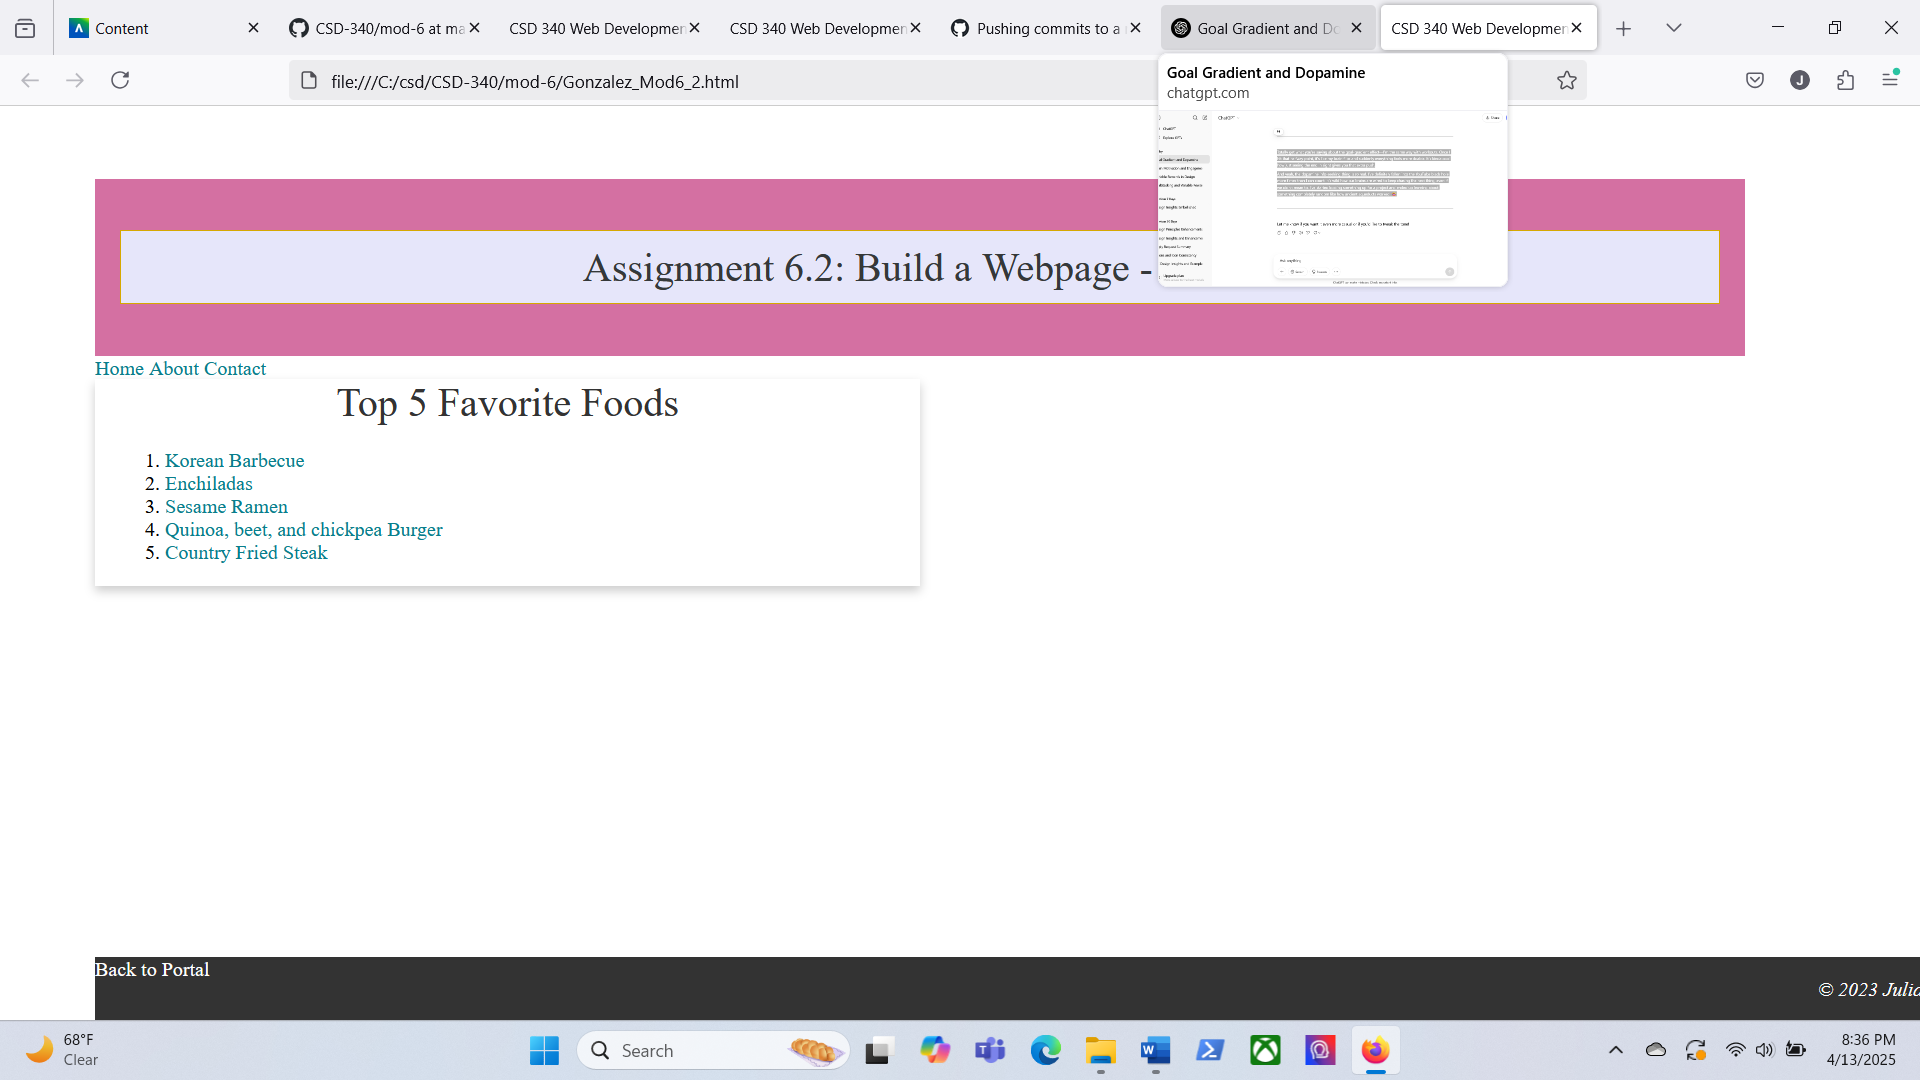 Content
CSD-340/mod-6 at ma
CSD 340 Web Developmen
CSD 340 Web Developmen
Pushing commits to a
Goal Gradient and Do
CSD 340 Web Developmen
file:///C:/csd/CSD-340/mod-6/Gonzalez_Mod6_2.html
J
Goal Gradient and Dopamine
chatgpt.com
Assignment 6.2: Build a Webpage -
Home About Contact
Top 5 Favorite Foods
1. Korean Barbecue
2. Enchiladas
3. Sesame Ramen
4. Quinoa, beet, and chickpea Burger
5. Country Fried Steak
Back to Portal
© 2023 Julia
68°F
Clear
Search
8:36 PM
4/13/2025